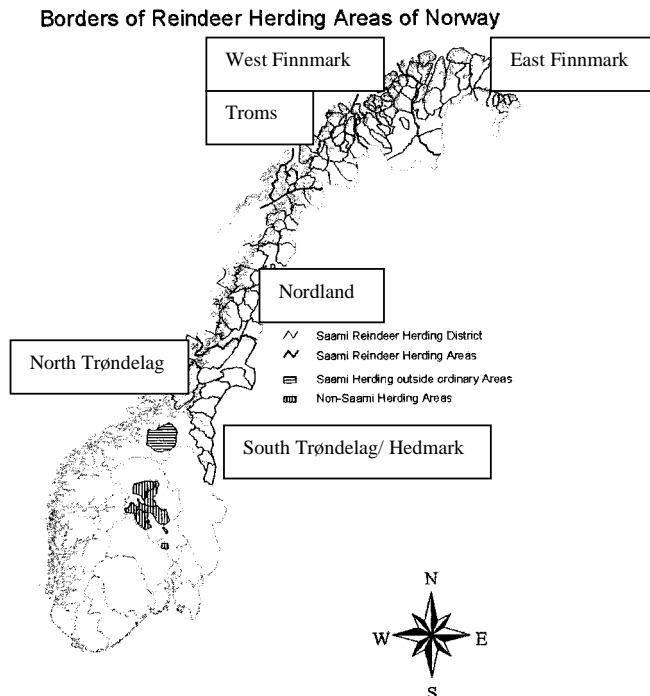 Borders of Reindeer Herding Areas of Norway
West Finnmark
East Finnmark
Troms
Nordland
Saami Reindeer Herding District
Saami Reindeer Herding Areas
Saami Herding outside ordinary Areas
Non-Saami Herding Areas
North Trøndelag
South Trøndelag/ Hedmark
N
W
E
S